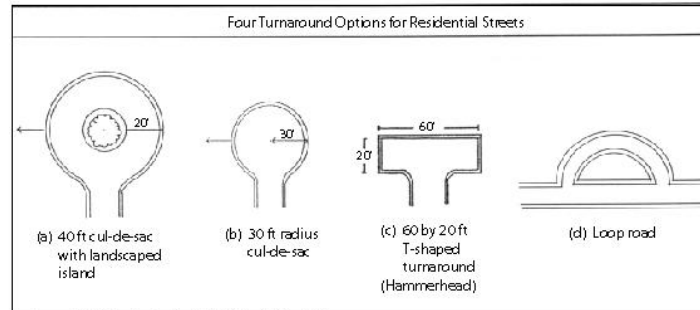 Four Turnaround Options for Residential Streets
20'
30'
60'
20'
(a) 40 ft cul-de-sac
with landscaped
island
(b) 30 ft radius
cul-de-sac
(c) 60 by 20 ft
T-shaped
turnaround
(Hammerhead)
(d) Loop road